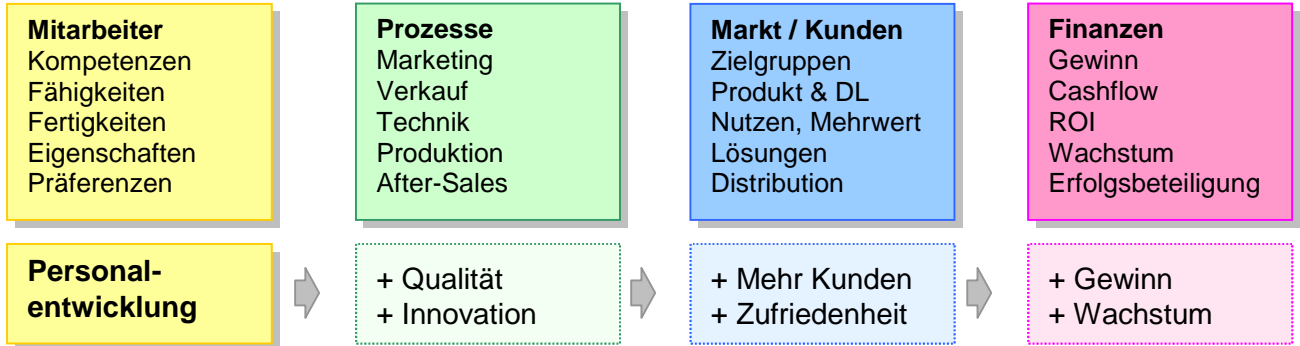 Mitarbeiter
Kompetenzen
Fähigkeiten
Fertigkeiten
Eigenschaften
Präferenzen
Prozesse
Marketing
Verkauf
Technik
Produktion
After-Sales
Markt / Kunden
Zielgruppen
Produkt & DL
Nutzen, Mehrwert
Lösungen
Distribution
Finanzen
Gewinn
Cashflow
ROI
Wachstum
Erfolgsbeteiligung
Personal-
entwicklung
+ Qualität
+ Innovation
+ Mehr Kunden
+ Zufriedenheit
+ Gewinn
+ Wachstum